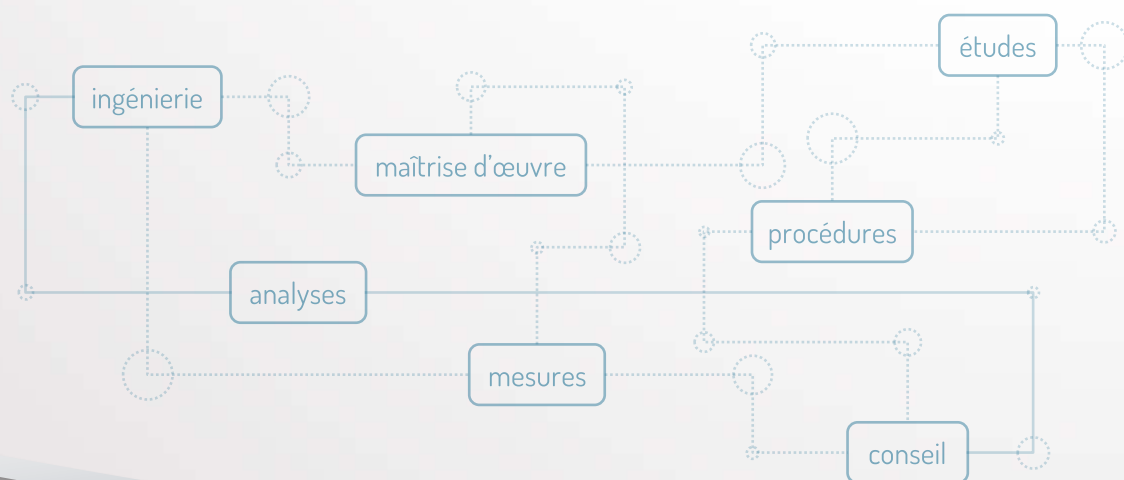 études
ingénierie
maîtrise d'œuvre
procédures
analyses
mesures
conseil